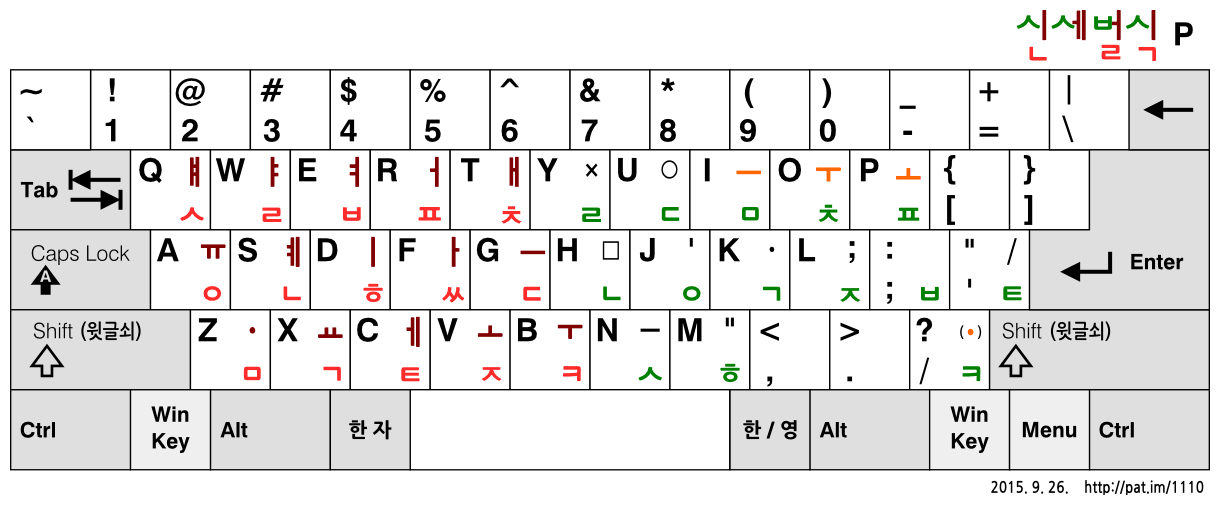 신세벌식 P
~ ! @ # $ % ^ & * ( ) _ + |
` 1 2 3 4 5 6 7 8 9 0 - = \
Tab Q ㅒ W ㅑ E ㅕ R ㅓ T ㅐ Y × U ○ I ㅡ O ㅜ P ㅗ { }
ㅅ ㄹ ㅂ ㅍ ㅊ ㄹ ㄷ ㅁ ㅊ ㅍ [ ]
Caps Lock A ㅠ S ㅖ D ㅣ F ㅏ G ㅡ H □ J ' K · L ; : " /
A ㅇ ㄴ ㅎ ㅆ ㄷ ㄴ ㅇ ㄱ ㅈ ; ㅂ ' ㅌ Enter
Shift (윗글쇠) Z · X ㅛ C ㅔ V ㅗ B ㅜ N – M " < > ? (·) Shift (윗글쇠)
ㅁ ㄱ ㅌ ㅈ ㅋ ㅅ ㅎ , . / ㅋ
Ctrl Win Key Alt 한 자 한 / 영 Alt Win Key Menu Ctrl
2015. 9. 26. http://pat.im/1110